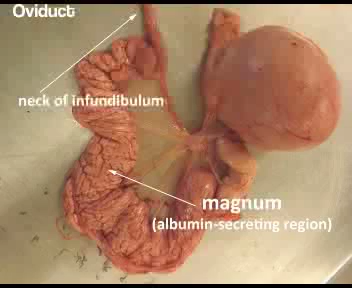 Oviduct
neck of infundibulum
magnum
(albumin-secreting region)